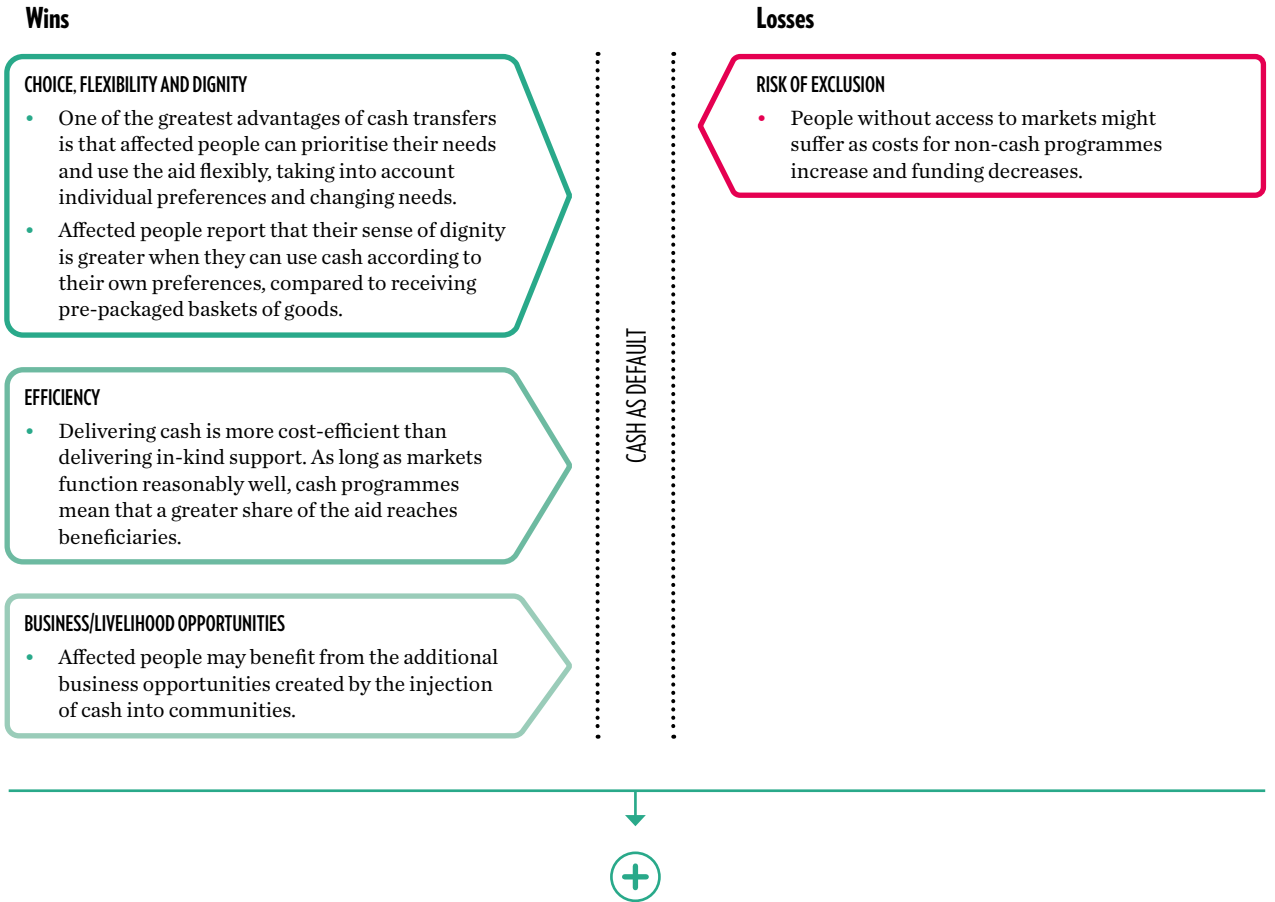 Wins
CHOICE, FLEXIBILITY AND DIGNITY
• One of the greatest advantages of cash transfers
is that affected people can prioritise their needs
and use the aid flexibly, taking into account
individual preferences and changing needs.
• Affected people report that their sense of dignity
is greater when they can use cash according to
their own preferences, compared to receiving
pre-packaged baskets of goods.
EFFICIENCY
• Delivering cash is more cost-efficient than
delivering in-kind support. As long as markets
function reasonably well, cash programmes
mean that a greater share of the aid reaches
beneficiaries.
BUSINESS/LIVELIHOOD OPPORTUNITIES
• Affected people may benefit from the additional
business opportunities created by the injection
of cash into communities.
CASH AS DEFAULT
Losses
RISK OF EXCLUSION
• People without access to markets might
suffer as costs for non-cash programmes
increase and funding decreases.